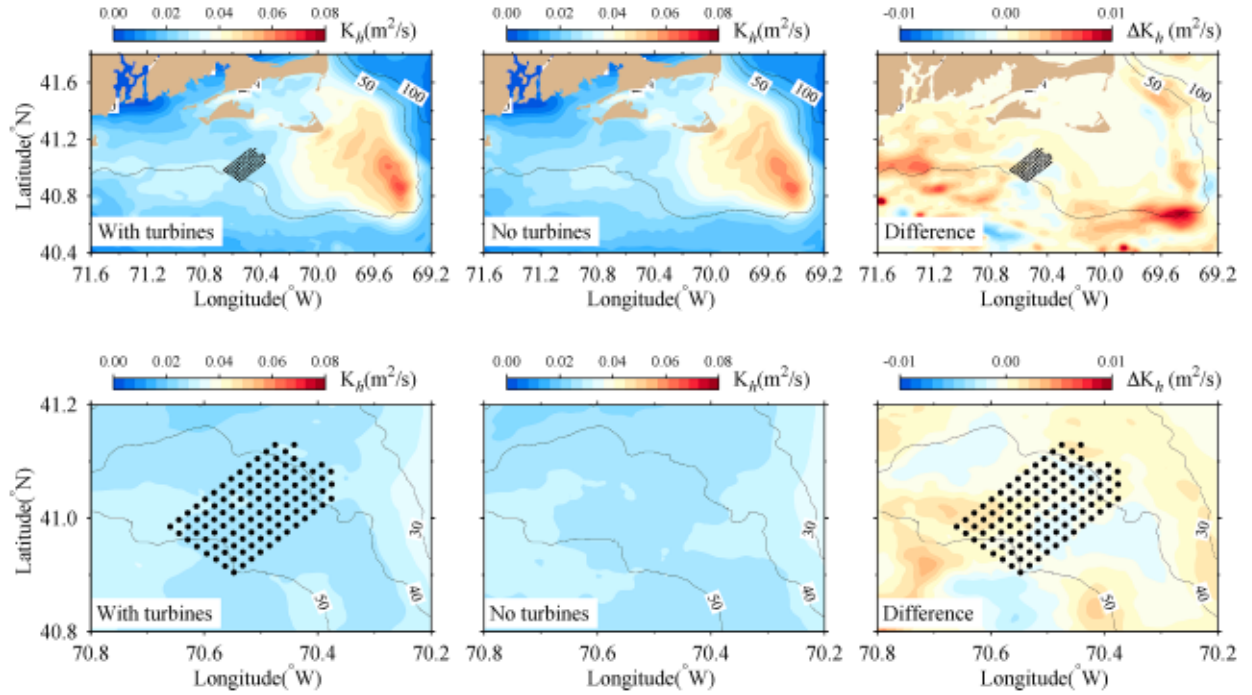 0.00 0.02 0.04 0.06 0.08 K_h(m²/s)
0.00 0.02 0.04 0.06 0.08 K_h(m²/s)
-0.01 0.00 0.01 ΔK_h (m²/s)
Latitude(°N)
41.6
41.2
40.8
40.4
50
100
With turbines
71.6 71.2 70.8 70.4 70.0 69.6 69.2
Longitude(°W)
50
100
No turbines
71.6 71.2 70.8 70.4 70.0 69.6 69.2
Longitude(°W)
50
100
Difference
71.6 71.2 70.8 70.4 70.0 69.6 69.2
Longitude(°W)
0.00 0.02 0.04 0.06 0.08 K_h(m²/s)
0.00 0.02 0.04 0.06 0.08 K_h(m²/s)
-0.01 0.00 0.01 ΔK_h (m²/s)
Latitude(°N)
41.2
41.0
40.8
30
40
50
With turbines
70.8 70.6 70.4 70.2
Longitude(°W)
30
40
50
No turbines
70.8 70.6 70.4 70.2
Longitude(°W)
30
40
50
Difference
70.8 70.6 70.4 70.2
Longitude(°W)